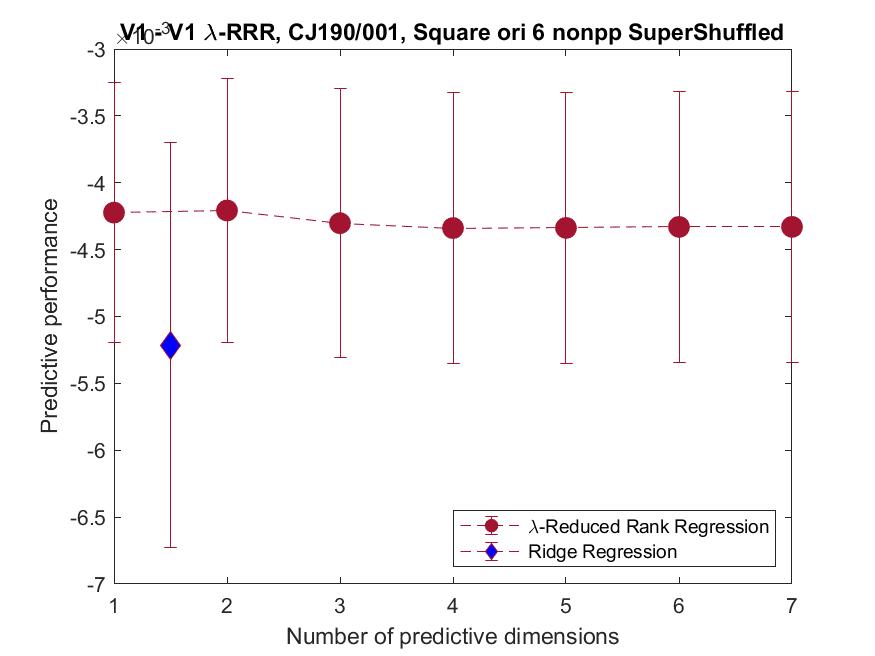 V1 - V1 λ-RRR, CJ190/001, Square ori 6 nonpp SuperShuffled
×10-3
-3
-3.5
-4
-4.5
-5
-5.5
-6
-6.5
-7
Predictive performance
λ-Reduced Rank Regression
Ridge Regression
1 2 3 4 5 6 7
Number of predictive dimensions